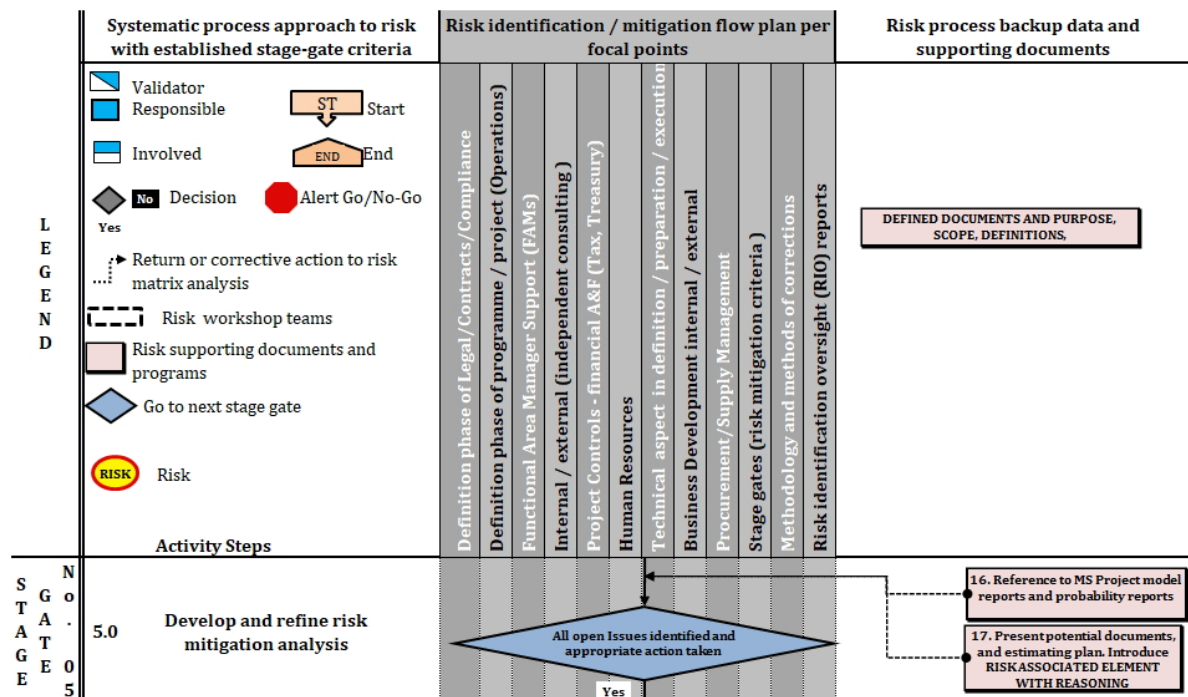 Systematic process approach to risk
with established stage-gate criteria
Risk identification / mitigation flow plan per
focal points
Risk process backup data and
supporting documents
LEGEND
Validator
Responsible
ST
Start
Involved
END
End
No
Decision
Alert Go/No-Go
Yes
Return or corrective action to risk
matrix analysis
Risk workshop teams
Risk supporting documents and
programs
Go to next stage gate
RISK
Risk
Activity Steps
Definition phase of Legal/Contracts/Compliance
Definition phase of programme / project (Operations)
Functional Area Manager Support (FAMs)
Internal / external (independent consulting )
Project Controls - financial A&F (Tax, Treasury)
Human Resources
Technical aspect in definition / preparation / execution
Business Development internal / external
Procurement/Supply Management
Stage gates (risk mitigation criteria )
Methodology and methods of corrections
Risk identification oversight (RIO) reports
DEFINED DOCUMENTS AND PURPOSE,
SCOPE, DEFINITIONS,
STAGE
GATE
No. 05
5.0
Develop and refine risk
mitigation analysis
All open Issues identified and
appropriate action taken
Yes
16. Reference to MS Project model
reports and probability reports
17. Present potential documents,
and estimating plan. Introduce
RISKASSOCIATED ELEMENT
WITH REASONING